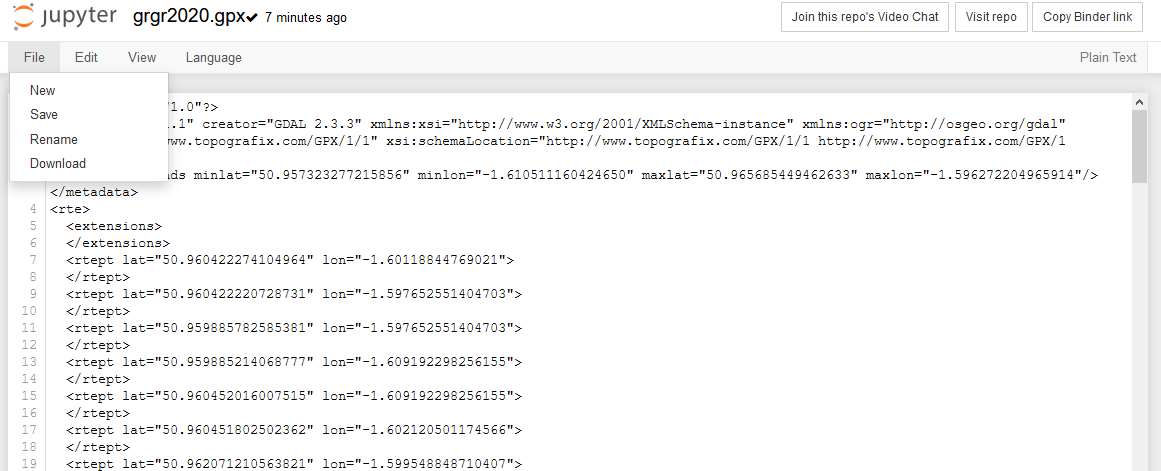 jupyter grgr2020.gpx 7 minutes ago Join this repo's Video Chat Visit repo Copy Binder link
File Edit View Language Plain Text
New
Save
Rename
Download
1.0"?>
1.1" creator="GDAL 2.3.3" xmlns:xsi="http://www.w3.org/2001/XMLSchema-instance" xmlns:ogr="http://osgeo.org/gdal"
www.topografix.com/GPX/1/1" xsi:schemaLocation="http://www.topografix.com/GPX/1/1 http://www.topografix.com/GPX/1
ds minlat="50.957323277215856" minlon="-1.610511160424650" maxlat="50.965685449462633" maxlon="-1.596272204965914"/>
</metadata>
4 <rte>
5 <extensions>
6 </extensions>
7 <rtept lat="50.960422274104964" lon="-1.60118844769021">
8 </rtept>
9 <rtept lat="50.960422220728731" lon="-1.597652551404703">
10 </rtept>
11 <rtept lat="50.959885782585381" lon="-1.597652551404703">
12 </rtept>
13 <rtept lat="50.959885214068777" lon="-1.609192298256155">
14 </rtept>
15 <rtept lat="50.960452016007515" lon="-1.609192298256155">
16 </rtept>
17 <rtept lat="50.960451802502362" lon="-1.602120501174566">
18 </rtept>
19 <rtept lat="50.962071210563821" lon="-1.599548848710407">